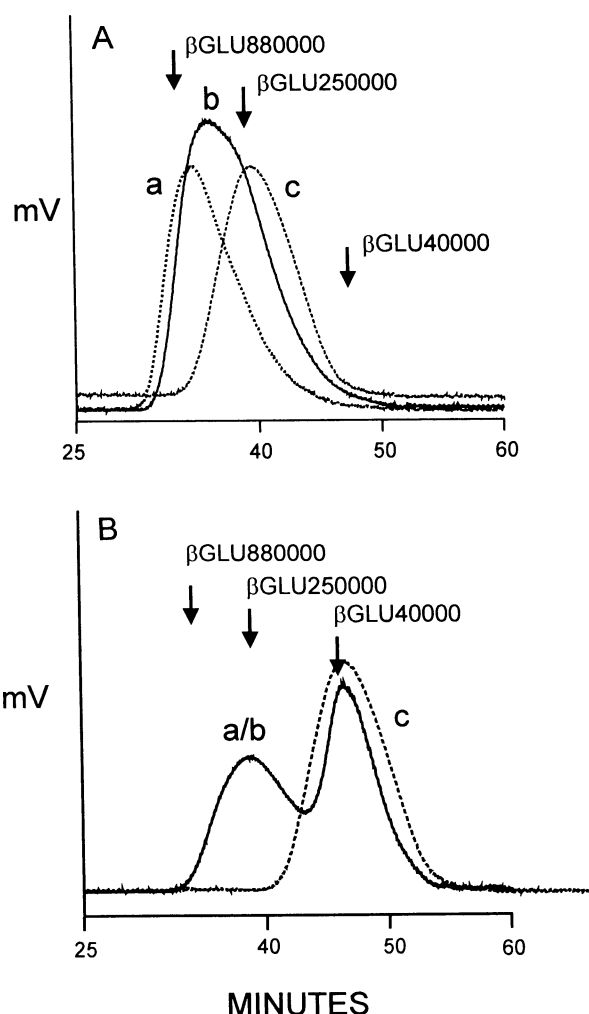 A
βGLU880000
βGLU250000
b
a
c
mV
βGLU40000
25
40
50
60
B
βGLU880000
βGLU250000
βGLU40000
mV
a/b
c
25
40
50
60
MINUTES